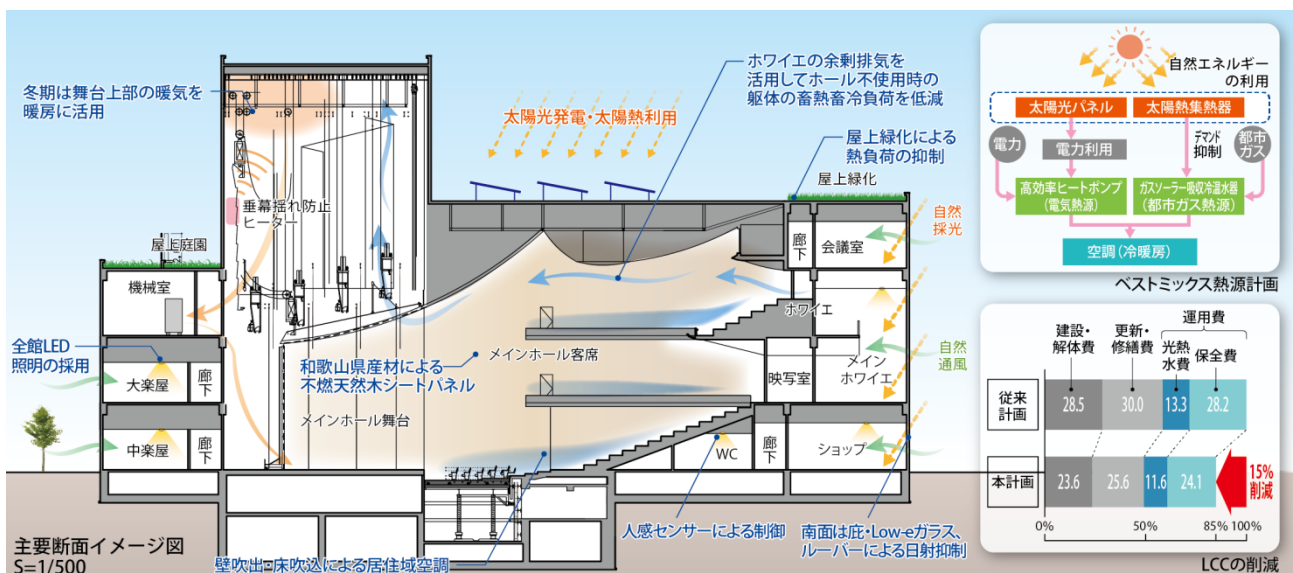 冬期は舞台上部の暖気を
暖房に活用
ホワイエの余剰排気を
活用してホール不使用時の
躯体の蓄熱畜冷負荷を低減
太陽光発電・太陽熱利用
屋上緑化による
熱負荷の抑制
屋上緑化
垂幕揺れ防止
ヒーター
屋上庭園
自然
採光
廊下
会議室
機械室
ホワイエ
全館LED
照明の採用
和歌山県産材による
不燃天然木シートパネル
メインホール客席
自然
通風
大楽屋
廊下
映写室
メイン
ホワイエ
メインホール舞台
中楽屋
廊下
WC
廊下
ショップ
人感センサーによる制御
南面は庇・Low-eガラス、
ルーバーによる日射抑制
壁吹出・床吹込による居住域空調
主要断面イメージ図
S=1/500
自然エネルギー
の利用
太陽光パネル
太陽熱集熱器
電力
電力利用
デマンド
抑制
都市
ガス
高効率ヒートポンプ
(電気熱源)
ガスソーラー吸収冷温水器
(都市ガス熱源)
空調(冷暖房)
ベストミックス熱源計画
建設・
解体費
更新・
修繕費
運用費
光熱
水費
保全費
従来
計画
28.5
30.0
13.3
28.2
本計画
23.6
25.6
11.6
24.1
15%
削減
0%
50%
85%
100%
LCCの削減